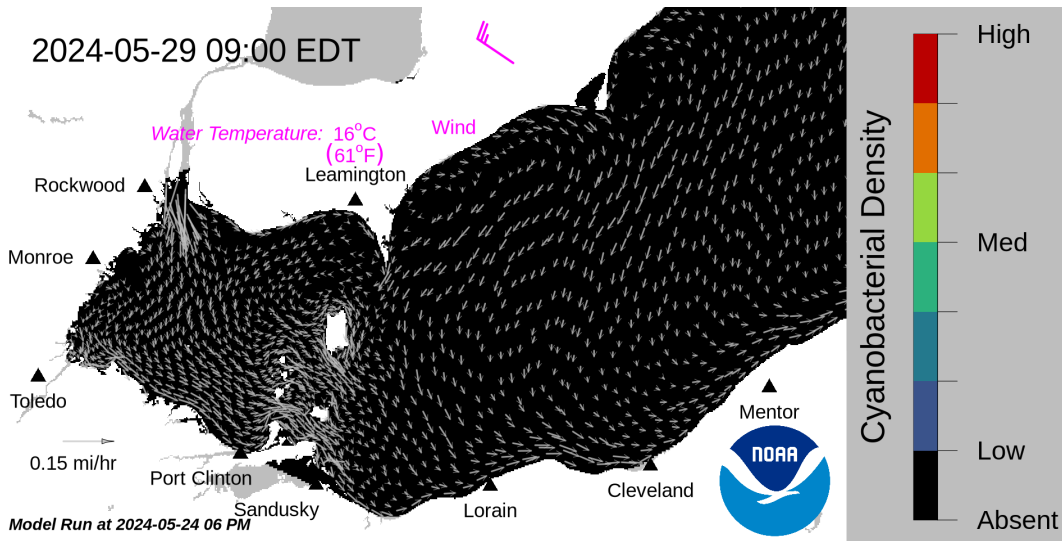 2024-05-29 09:00 EDT
High
Wind
Water Temperature: 16°C
(61°F)
Leamington
Rockwood
Cyanobacterial Density
Monroe
Med
Toledo
Mentor
0.15 mi/hr
NOAA
Low
Port Clinton
Cleveland
Sandusky
Lorain
Model Run at 2024-05-24 06 PM
Absent